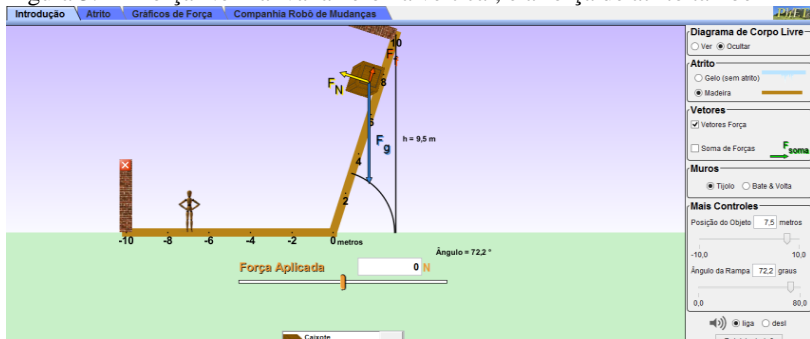 Introdução Atrito Gráficos de Força Companhia Robô de Mudanças PhET
Diagrama de Corpo Livre
Ver Ocultar
Atrito
Gelo (sem atrito)
Madeira
Vetores
Vetores Força
Soma de Forças F soma
Muros
Tijolo Bate & Volta
Mais Controles
Posição do Objeto 7,5 metros
-10,0 10,0
Ângulo da Rampa 72,2 graus
0,0 80,0
liga desl
10
F
8
F N
6
F g
h = 9,5 m
4
2
-10 -8 -6 -4 -2 0 metros
Ângulo = 72,2 °
Força Aplicada 0 N
Caixote